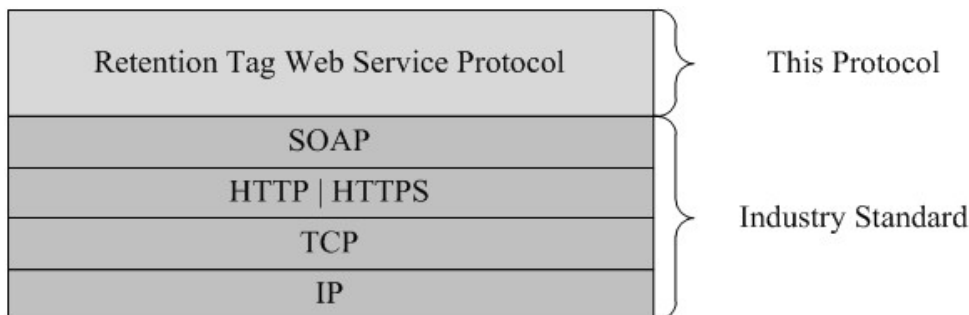 Retention Tag Web Service Protocol
This Protocol
SOAP
HTTP | HTTPS
TCP
IP
Industry Standard